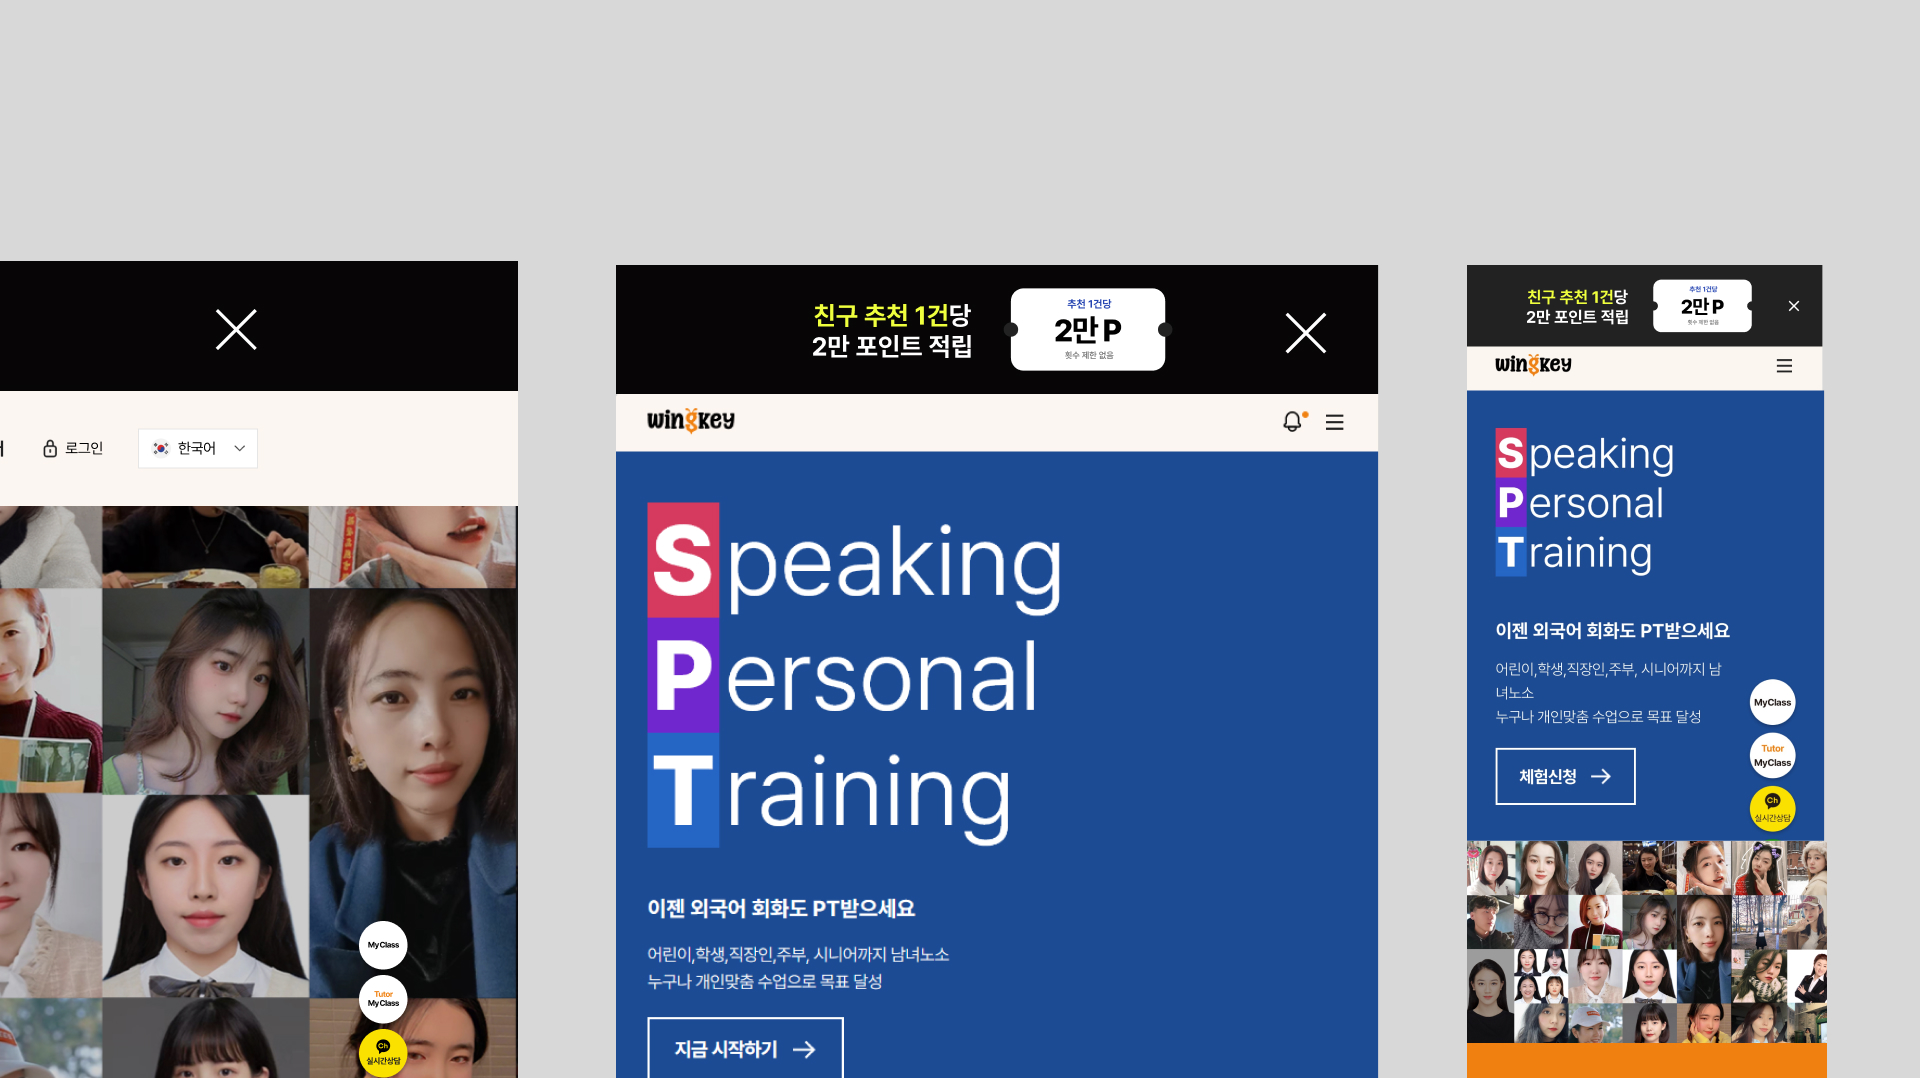 로그인
한국어
MyClass
Tutor
MyClass
Ch
실시간상담
친구 추천 1건당
2만 포인트 적립
추천 1건당
2만 P
횟수 제한 없음
wingkey
Speaking
Personal
Training
이젠 외국어 회화도 PT받으세요
어린이,학생,직장인,주부, 시니어까지 남녀노소
누구나 개인맞춤 수업으로 목표 달성
지금 시작하기
친구 추천 1건당
2만 포인트 적립
추천 1건당
2만 P
횟수 제한 없음
wingkey
Speaking
Personal
Training
이젠 외국어 회화도 PT받으세요
어린이,학생,직장인,주부, 시니어까지 남
녀노소
누구나 개인맞춤 수업으로 목표 달성
체험신청
MyClass
Tutor
MyClass
Ch
실시간상담